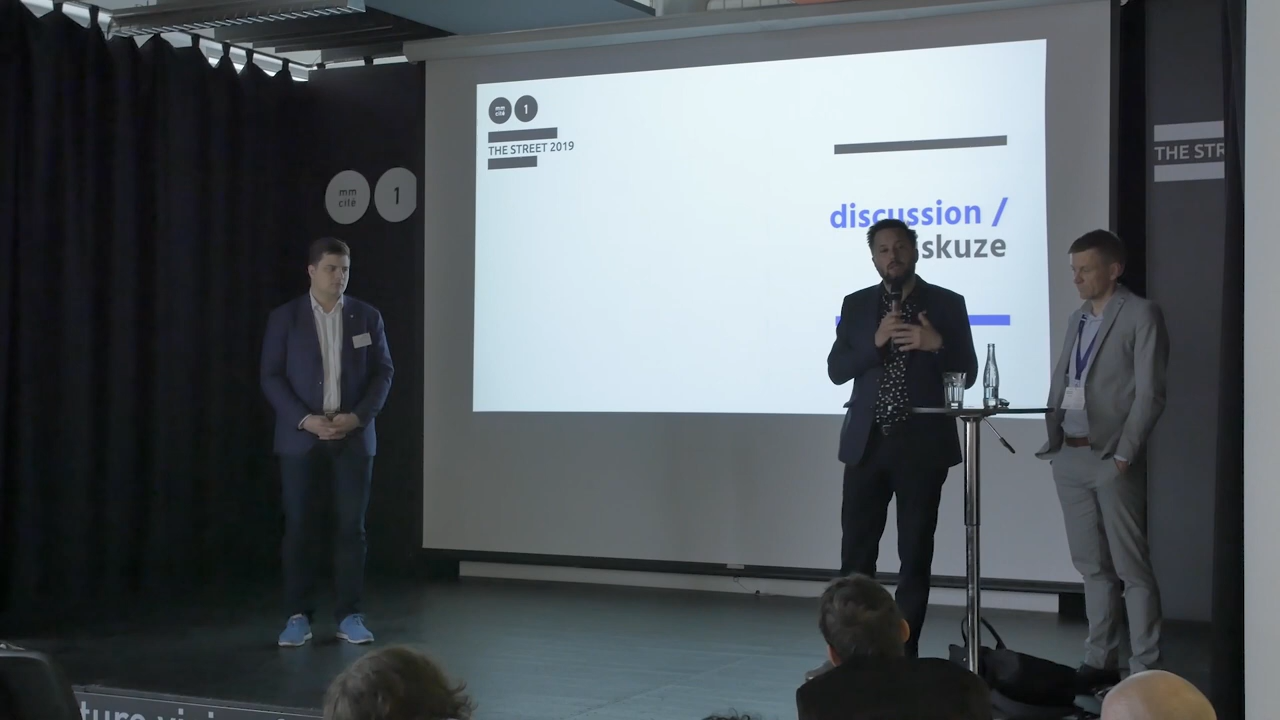 mm
cité
1
THE STREET 2019
discussion /
skuze
mm
cité
1
THE STR